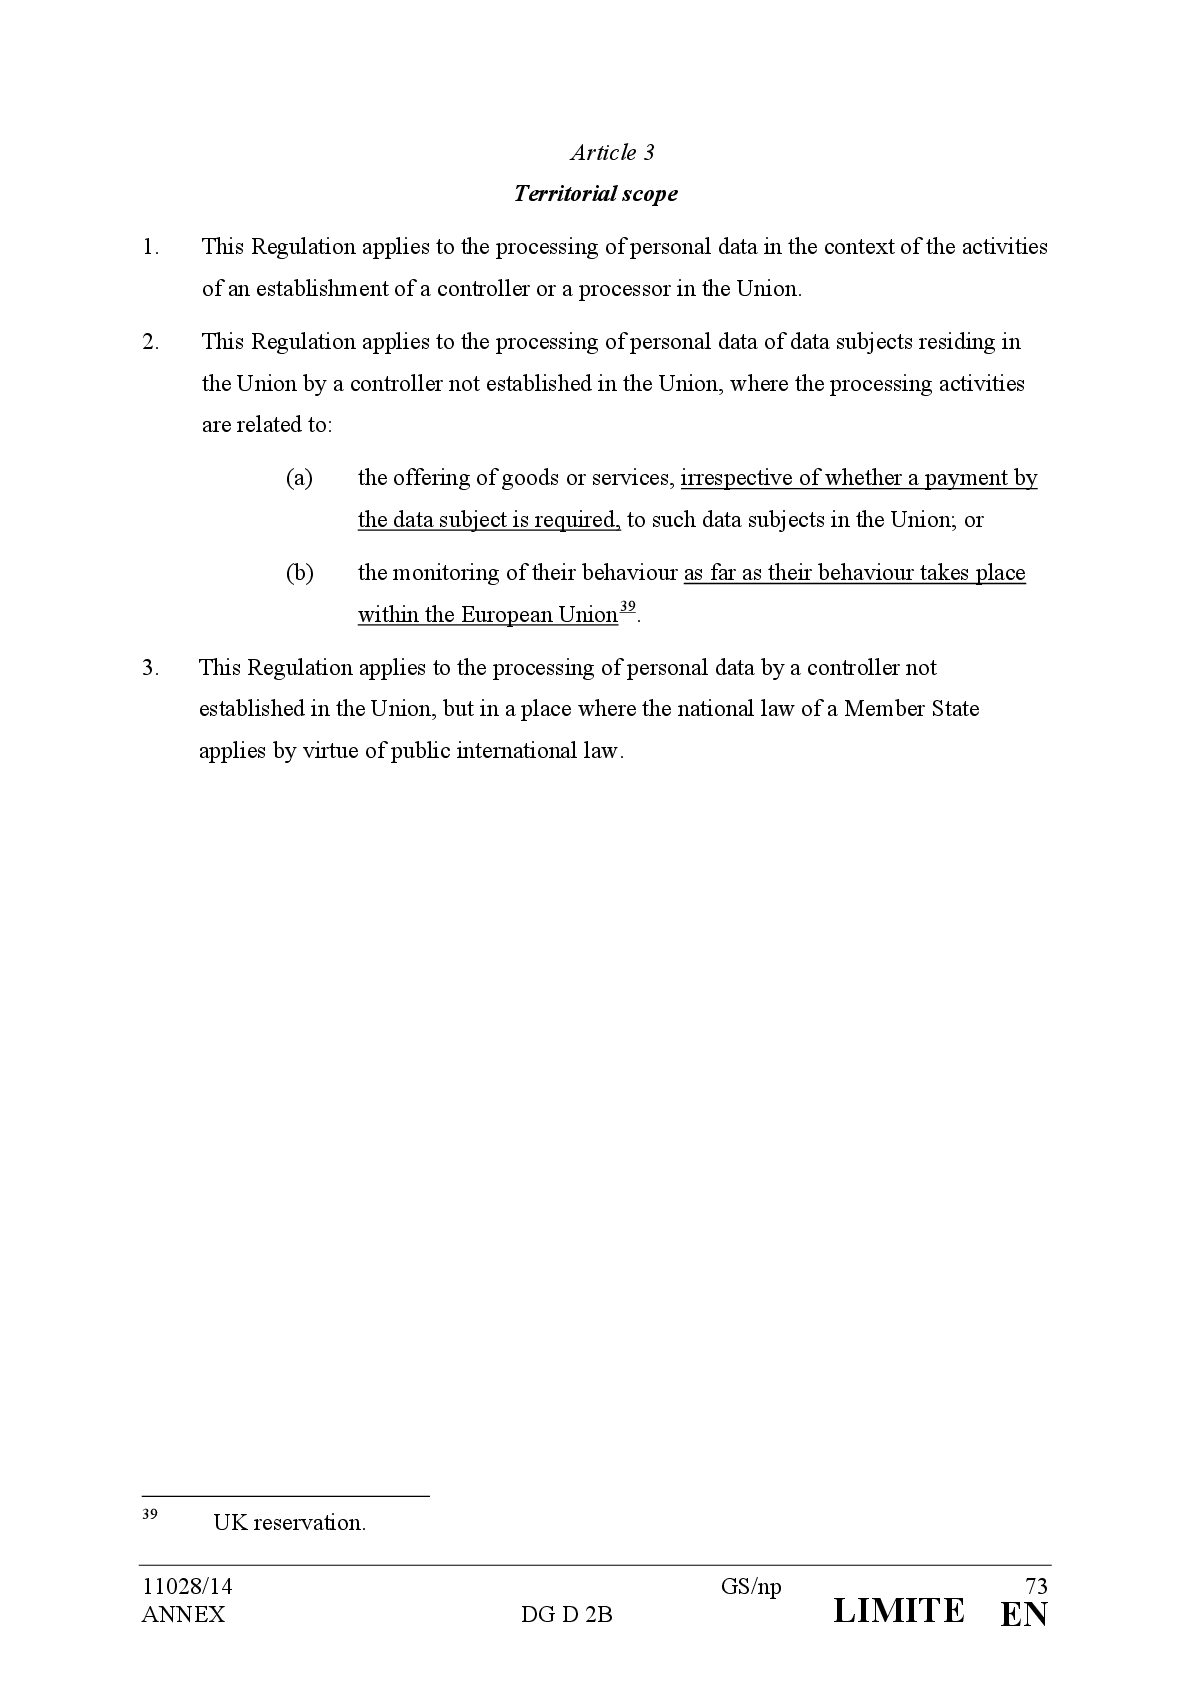 Article 3
Territorial scope
1. This Regulation applies to the processing of personal data in the context of the activities
of an establishment of a controller or a processor in the Union.
2. This Regulation applies to the processing of personal data of data subjects residing in
the Union by a controller not established in the Union, where the processing activities
are related to:
(a) the offering of goods or services, irrespective of whether a payment by
the data subject is required, to such data subjects in the Union; or
(b) the monitoring of their behaviour as far as their behaviour takes place
within the European Union39.
3. This Regulation applies to the processing of personal data by a controller not
established in the Union, but in a place where the national law of a Member State
applies by virtue of public international law.
39 UK reservation.
11028/14 GS/np 73
ANNEX DG D 2B LIMITE EN